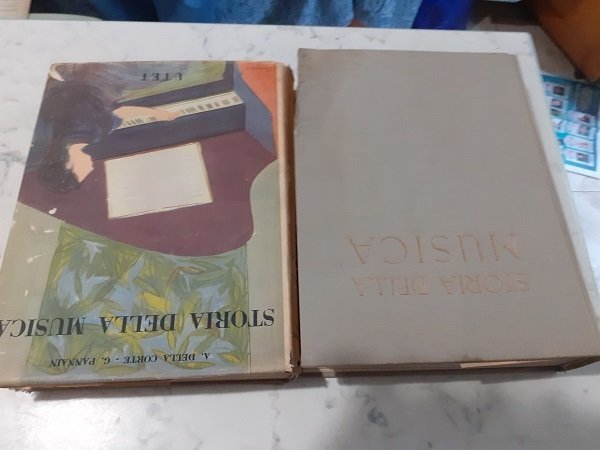 A. DELLA CORTE - G. PANNAIN
STORIA DELLA MUSICA
UTET
STORIA DELLA
MUSICA